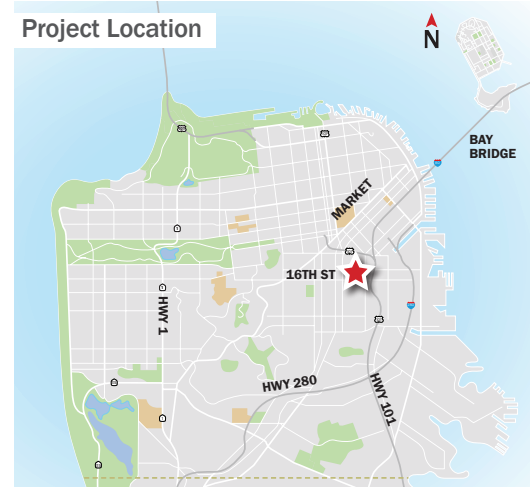 Project Location
N
BAY
BRIDGE
MARKET
16TH ST
HWY 1
HWY 280
HWY 101